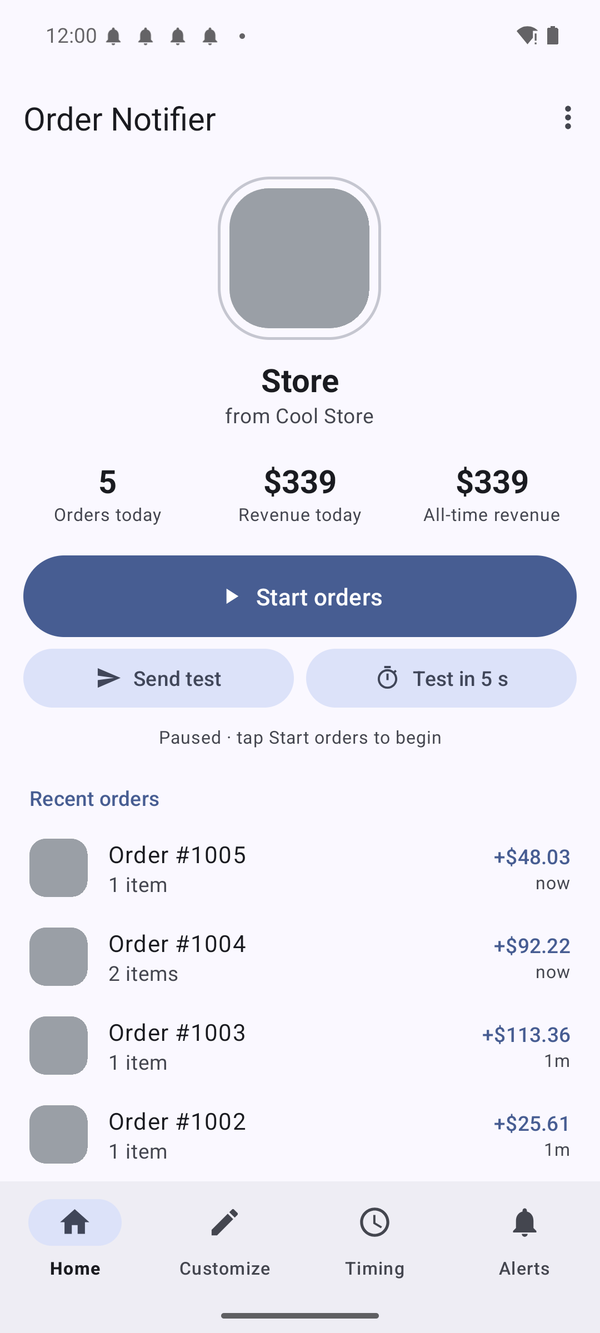 12:00
Order Notifier
Store
from Cool Store
5
Orders today
$339
Revenue today
$339
All-time revenue
Start orders
Send test
Test in 5 s
Paused · tap Start orders to begin
Recent orders
Order #1005
+$48.03
1 item
now
Order #1004
+$92.22
2 items
now
Order #1003
+$113.36
1 item
1m
Order #1002
+$25.61
1 item
1m
Home
Customize
Timing
Alerts